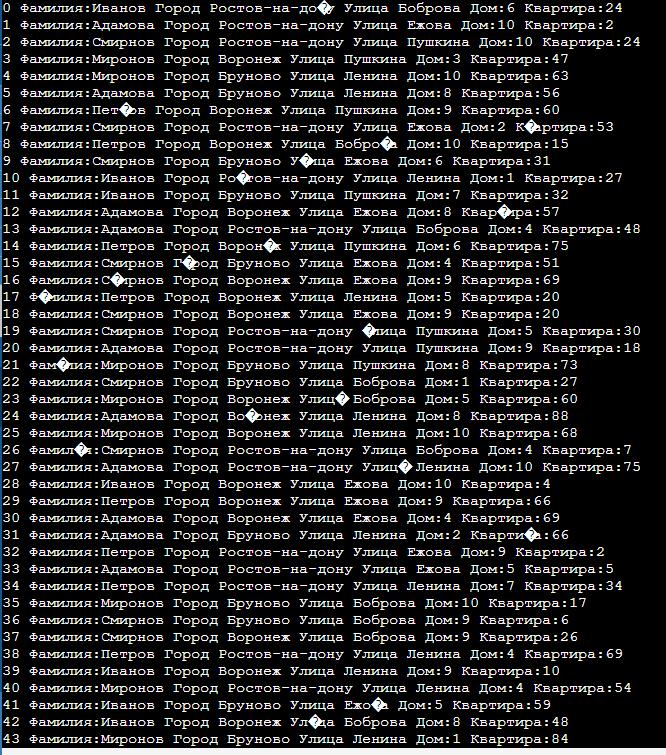 0 Фамилия:Иванов Город Ростов-на-до�у Улица Боброва Дом:6 Квартира:24
1 Фамилия:Адамова Город Ростов-на-дону Улица Ежова Дом:10 Квартира:2
2 Фамилия:Смирнов Город Ростов-на-дону Улица Пушкина Дом:10 Квартира:24
3 Фамилия:Миронов Город Воронеж Улица Пушкина Дом:3 Квартира:47
4 Фамилия:Миронов Город Бруново Улица Ленина Дом:10 Квартира:63
5 Фамилия:Адамова Город Бруново Улица Ленина Дом:8 Квартира:56
6 Фамилия:Пет�ов Город Воронеж Улица Пушкина Дом:9 Квартира:60
7 Фамилия:Смирнов Город Ростов-на-дону Улица Ежова Дом:2 К�артира:53
8 Фамилия:Петров Город Воронеж Улица Бобро�а Дом:10 Квартира:15
9 Фамилия:Смирнов Город Бруново У�ица Ежова Дом:6 Квартира:31
10 Фамилия:Иванов Город Ро�тов-на-дону Улица Ленина Дом:1 Квартира:27
11 Фамилия:Иванов Город Бруново Улица Пушкина Дом:7 Квартира:32
12 Фамилия:Адамова Город Воронеж Улица Ежова Дом:8 Квар�ира:57
13 Фамилия:Адамова Город Ростов-на-дону Улица Боброва Дом:4 Квартира:48
14 Фамилия:Петров Город Ворон�ж Улица Пушкина Дом:6 Квартира:75
15 Фамилия:Смирнов Г�род Бруново Улица Ежова Дом:4 Квартира:51
16 Фамилия:С�ирнов Город Воронеж Улица Ежова Дом:9 Квартира:69
17 Ф�милия:Петров Город Воронеж Улица Ленина Дом:5 Квартира:20
18 Фамилия:Смирнов Город Воронеж Улица Ежова Дом:9 Квартира:20
19 Фамилия:Смирнов Город Ростов-на-дону �лица Пушкина Дом:5 Квартира:30
20 Фамилия:Адамова Город Ростов-на-дону Улица Пушкина Дом:9 Квартира:18
21 Фам�лия:Миронов Город Бруново Улица Пушкина Дом:8 Квартира:73
22 Фамилия:Смирнов Город Бруново Улица Боброва Дом:1 Квартира:27
23 Фамилия:Миронов Город Воронеж Улиц� Боброва Дом:5 Квартира:60
24 Фамилия:Адамова Город Во�онеж Улица Ленина Дом:8 Квартира:88
25 Фамилия:Миронов Город Воронеж Улица Ленина Дом:10 Квартира:68
26 Фамил�я:Смирнов Город Ростов-на-дону Улица Боброва Дом:4 Квартира:7
27 Фамилия:Адамова Город Ростов-на-дону Улиц� Ленина Дом:10 Квартира:75
28 Фамилия:Иванов Город Воронеж Улица Ежова Дом:10 Квартира:4
29 Фамилия:Петров Город Воронеж Улица Ежова Дом:9 Квартира:66
30 Фамилия:Адамова Город Воронеж Улица Ежова Дом:4 Квартира:69
31 Фамилия:Адамова Город Бруново Улица Ленина Дом:2 Кварти�а:66
32 Фамилия:Петров Город Ростов-на-дону Улица Ежова Дом:9 Квартира:2
33 Фамилия:Адамова Город Ростов-на-дону Улица Ежова Дом:5 Квартира:5
34 Фамилия:Петров Город Ростов-на-дону Улица Ленина Дом:7 Квартира:34
35 Фамилия:Миронов Город Бруново Улица Боброва Дом:10 Квартира:17
36 Фамилия:Смирнов Город Бруново Улица Боброва Дом:9 Квартира:6
37 Фамилия:Смирнов Город Воронеж Улица Боброва Дом:9 Квартира:26
38 Фамилия:Петров Город Ростов-на-дону Улица Ленина Дом:4 Квартира:69
39 Фамилия:Иванов Город Воронеж Улица Ленина Дом:9 Квартира:10
40 Фамилия:Миронов Город Ростов-на-дону Улица Ленина Дом:4 Квартира:54
41 Фамилия:Иванов Город Бруново Улица Ежо�а Дом:5 Квартира:59
42 Фамилия:Иванов Город Воронеж Ул�ца Боброва Дом:8 Квартира:48
43 Фамилия:Миронов Город Бруново Улица Ленина Дом:1 Квартира:84